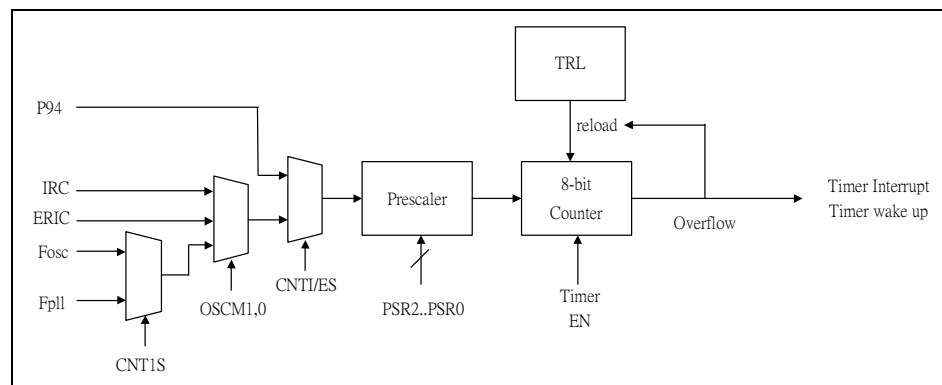 TRL
P94
reload
IRC
Prescaler
8-bit
Counter
Timer Interrupt
Timer wake up
ERIC
Overflow
Fosc
CNTI/ES
Fpll
OSCM1,0
PSR2..PSR0
Timer
EN
CNT1S